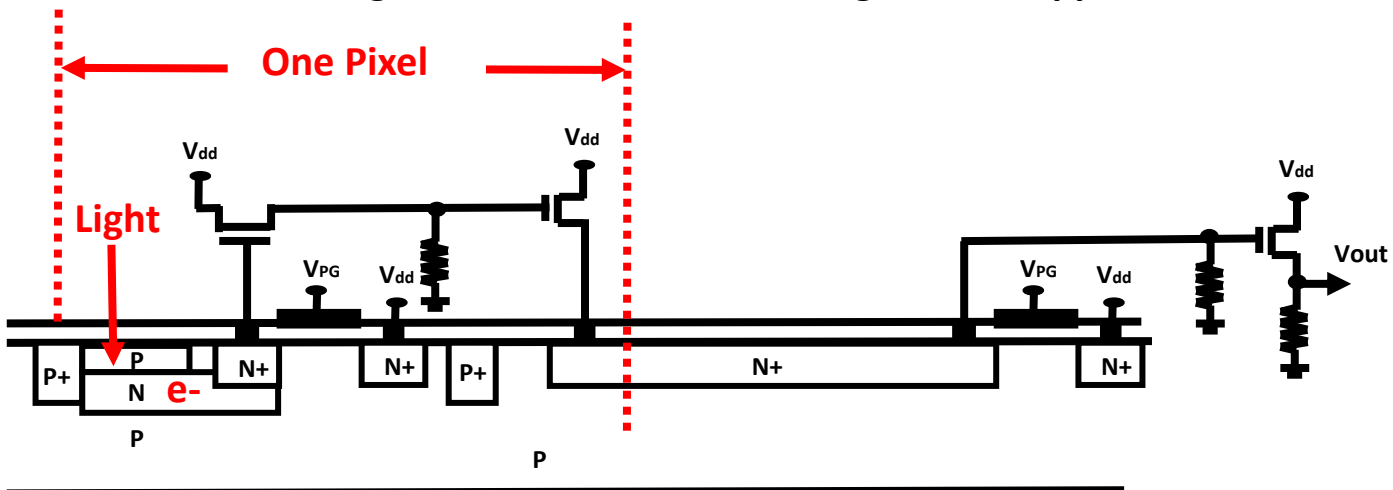 One Pixel
Vdd
Vdd
Vdd
Light
VPG
Vdd
VPG
Vdd
Vout
P+
P
N e-
N+
N+
P+
N+
N+
P
P